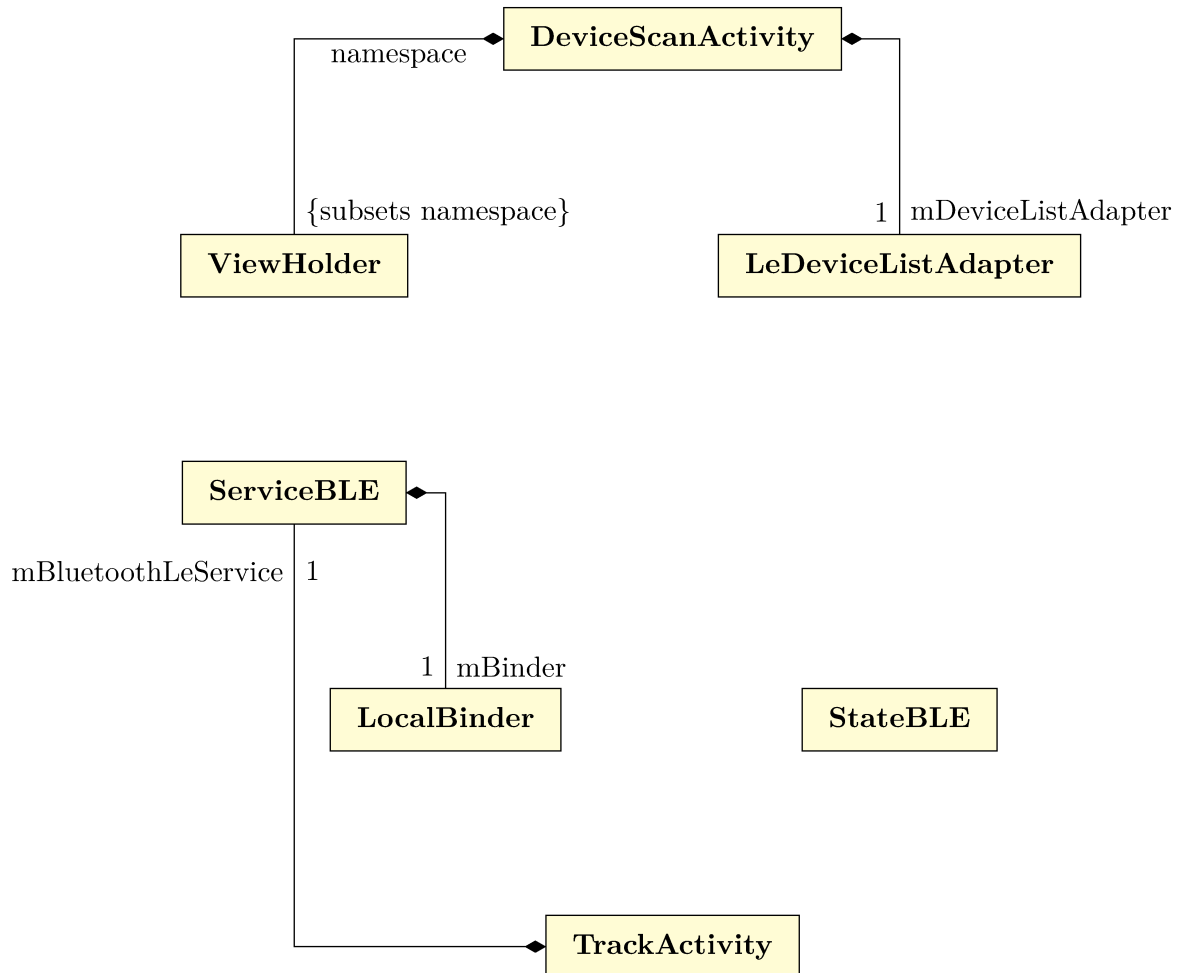 DeviceScanActivity
namespace
{subsets namespace}
1 mDeviceListAdapter
ViewHolder
LeDeviceListAdapter
ServiceBLE
mBluetoothLeService 1
1 mBinder
LocalBinder
StateBLE
TrackActivity